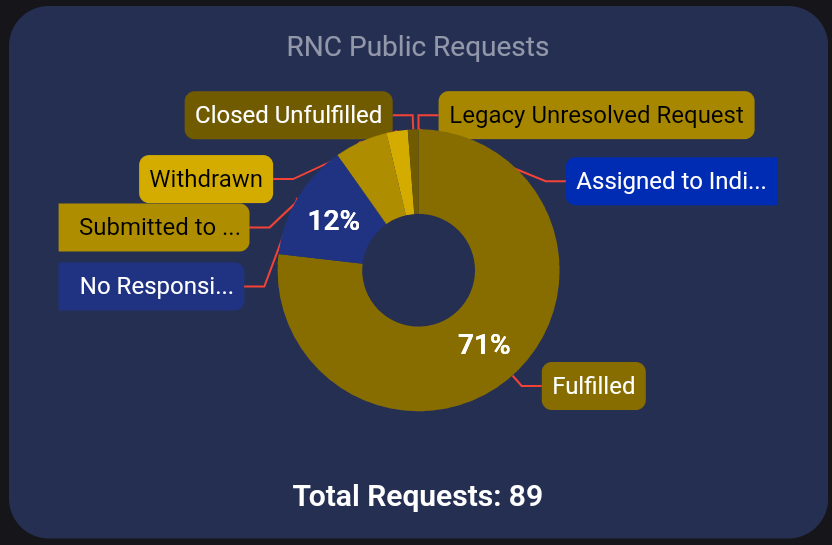 RNC Public Requests
Closed Unfulfilled
Legacy Unresolved Request
Withdrawn
Assigned to Indi...
Submitted to ...
12%
No Responsi...
71%
Fulfilled
Total Requests: 89